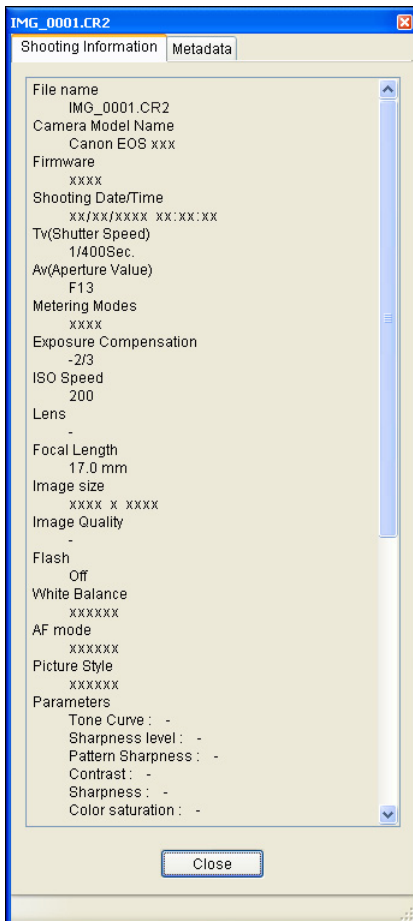 IMG_0001.CR2
Shooting Information Metadata
File name
IMG_0001.CR2
Camera Model Name
Canon EOS xxx
Firmware
xxxx
Shooting Date/Time
xx/xx/xxxx xx:xx:xx
Tv(Shutter Speed)
1/400Sec.
Av(Aperture Value)
F13
Metering Modes
xxxx
Exposure Compensation
-2/3
ISO Speed
200
Lens
-
Focal Length
17.0 mm
Image size
xxxx x xxxx
Image Quality
-
Flash
Off
White Balance
xxxxxx
AF mode
xxxxxx
Picture Style
xxxxxx
Parameters
Tone Curve : -
Sharpness level : -
Pattern Sharpness : -
Contrast : -
Sharpness : -
Color saturation : -
Close